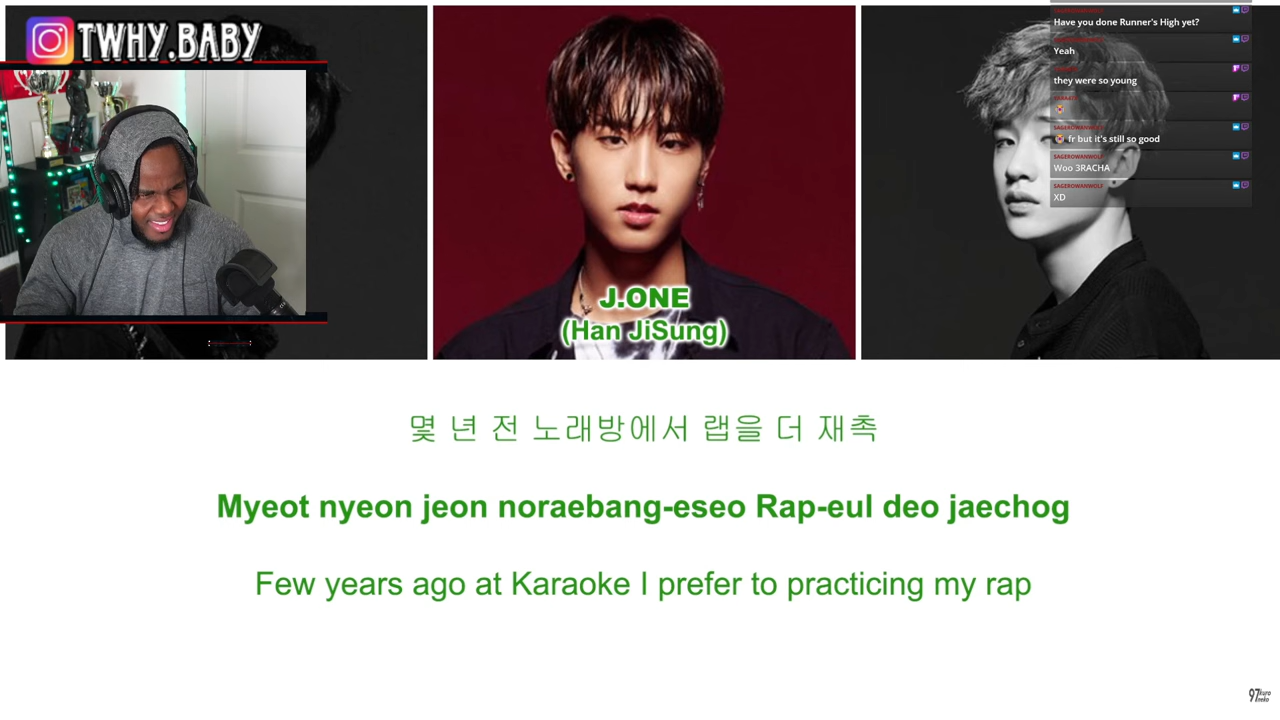 TWHY.BABY
Have you done Runner's High yet?
Yeah
they were so young
SAGEROWANWOLF
fr but it's still so good
SAGEROWANWOLF
Woo 3RACHA
SAGEROWANWOLF
XD
J.ONE
(Han JiSung)
몇 년 전 노래방에서 랩을 더 재촉
Myeot nyeon jeon noraebang-eseo Rap-eul deo jaechog
Few years ago at Karaoke I prefer to practicing my rap
97